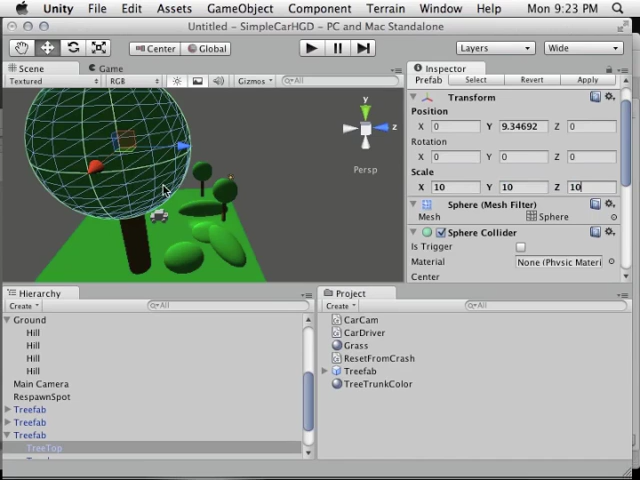 Unity File Edit Assets GameObject Component Terrain Window Help Mon 9:23 PM
Untitled - SimpleCarHGD - PC and Mac Standalone
Center Global Layers Wide
Scene Game
Textured RGB Gizmos All
y
z
Persp
Inspector
Prefab Select Revert Apply
Transform
Position
X 0 Y 9.34692 Z 0
Rotation
X 0 Y 0 Z 0
Scale
X 10 Y 10 Z 10
Sphere (Mesh Filter)
Mesh Sphere
Sphere Collider
Is Trigger
Material None (Physic Materi
Center
Hierarchy
Create All
Ground
Hill
Hill
Hill
Hill
Main Camera
RespawnSpot
Treefab
Treefab
Treefab
TreeTop
Project
Create All
CarCam
CarDriver
Grass
ResetFromCrash
Treefab
TreeTrunkColor